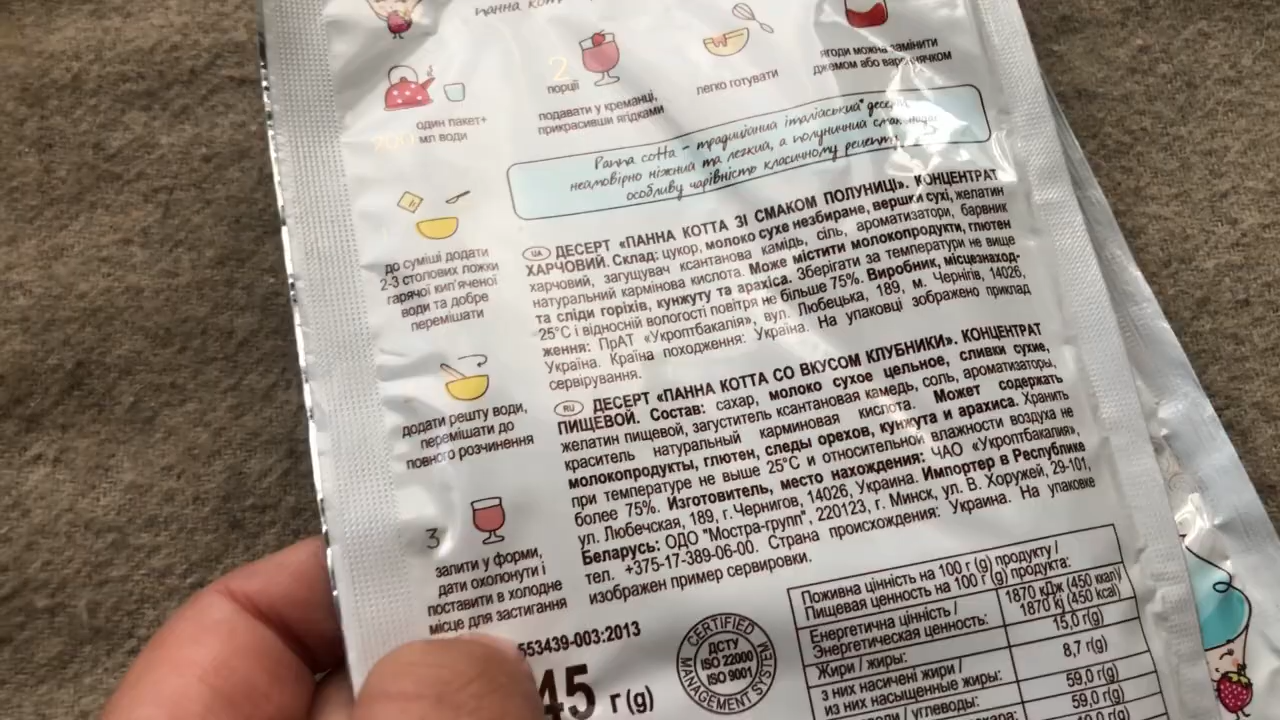 панна
2
порції
подавати у креманці,
прикрасивши ягідками
легко готувати
ягоди можна замінити
джемом або вареннячком
один пакет+
200 мл води
до суміші додати
2-3 столових ложки
гарячої кип'яченої
води та добре
перемішати
додати решту води,
перемішати до
повного розчинення
3
залити у форми,
дати охолонути і
поставити в холодне
місце для застигання
Panna cotta – традиційний італійський десерт,
неймовірно ніжний та легкий, а полуничний смак
особливу чарівність класичному рецепту
UA ДЕСЕРТ «ПАННА КОТТА ЗІ СМАКОМ ПОЛУНИЦІ». КОНЦЕНТРАТ
ХАРЧОВИЙ. Склад: цукор, молоко сухе незбиране, вершки сухі, желатин
харчовий, загущувач ксантанова камідь, сіль, ароматизатори, барвник
натуральний кармінова кислота. Може містити молокопродукти, глютен
та сліди горіхів, кунжуту та арахіса. Зберігати за температури не вище
25°С і відносній вологості повітря не більше 75%. Виробник, місцезнаход-
ження: ПрАТ «Укроптбакалія», вул. Любецька, 189, м. Чернігів, 14026,
Україна. Країна походження: Україна. На упаковці зображено приклад
сервірування.
RU ДЕСЕРТ «ПАННА КОТТА СО ВКУСОМ КЛУБНИКИ». КОНЦЕНТРАТ
ПИЩЕВОЙ. Состав: сахар, молоко сухое цельное, сливки сухие,
желатин пищевой, загуститель ксантановая камедь, соль, ароматизаторы,
краситель натуральный карминовая кислота. Может содержать
молокопродукты, глютен, следы орехов, кунжута и арахиса. Хранить
при температуре не выше 25°С и относительной влажности воздуха не
более 75%. Изготовитель, место нахождения: ЧАО «Укроптбакалия»,
ул. Любечская, 189, г. Чернигов, 14026, Украина. Импортер в Республике
Беларусь: ОДО "Мостра-групп", 220123, г. Минск, ул. В. Хоружей, 29-101,
тел. +375-17-389-06-00. Страна происхождения: Украина. На упаковке
изображен пример сервировки.
553439-003:2013
45 г(g)
CERTIFIED
ДСТУ
ISO 22000
ISO 9001
MANAGEMENT SYSTEM
Поживна цінність на 100 г (g) продукту /
Пищевая ценность на 100 г (g) продукта:
Енергетична цінність / 1870 кДж (450 ккал)
Энергетическая ценность: 1870 kj (450 kcal)
Жири / жиры: 15,0 г(g)
з них насичені жири /
из них насыщенные жиры: 8,7 г(g)
/ углеводы: 59,0 г(g)
59,0 г(g)